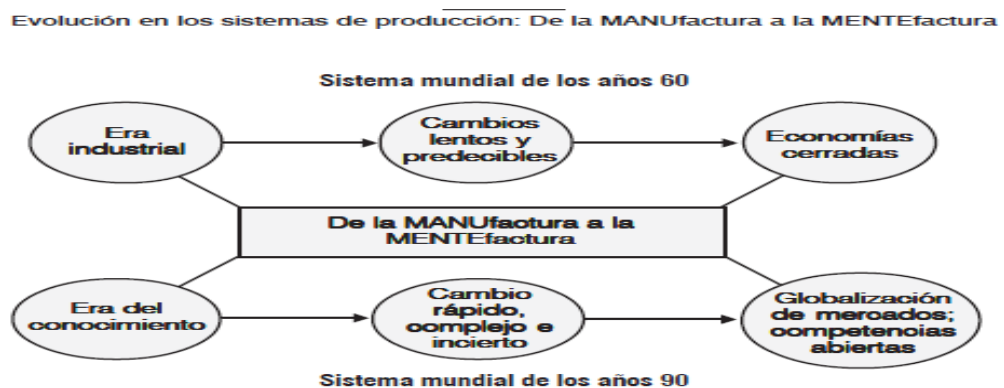 Evolución en los sistemas de producción: De la MANUfactura a la MENTEfactura
Sistema mundial de los años 60
Era
industrial
Cambios
lentos y
predecibles
Economías
cerradas
De la MANUfactura a la
MENTEfactura
Era del
conocimiento
Cambio
rápido,
complejo e
incierto
Globalización
de mercados;
competencias
abiertas
Sistema mundial de los años 90